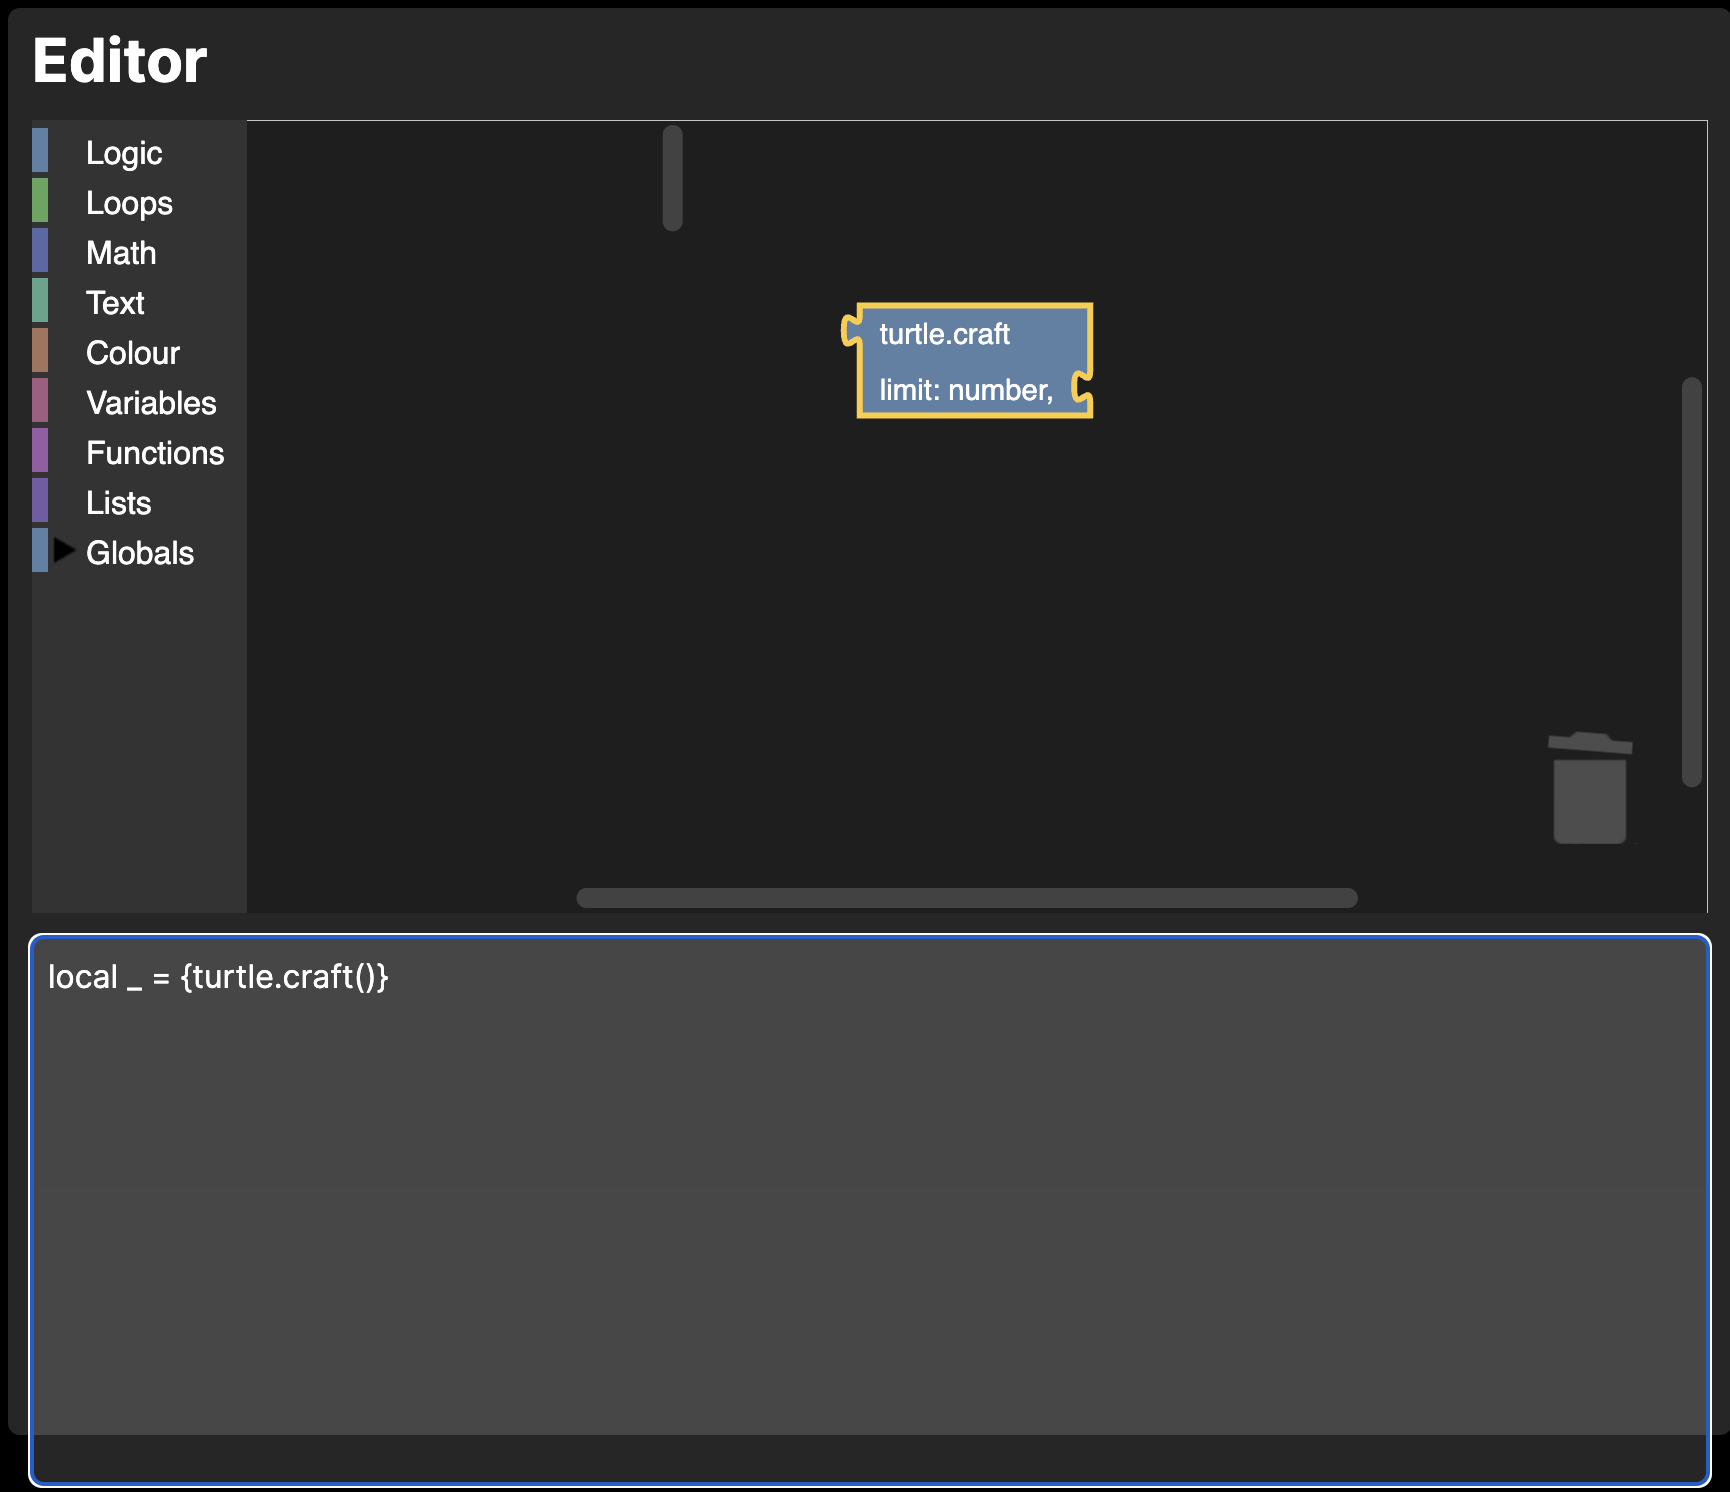 Editor
Logic
Loops
Math
Text
Colour
Variables
Functions
Lists
Globals
turtle.craft
limit: number,
local _ = {turtle.craft()}